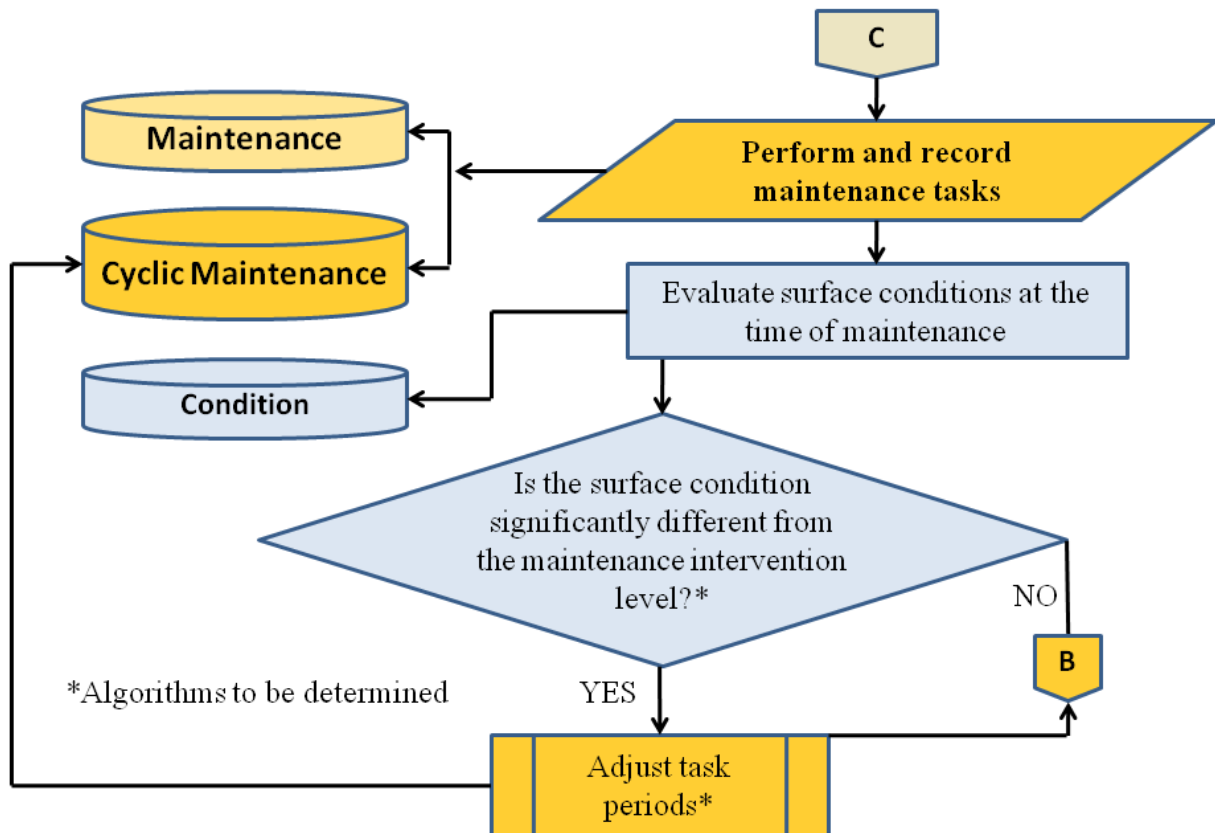 C
Maintenance
Perform and record
maintenance tasks
Cyclic Maintenance
Evaluate surface conditions at the
time of maintenance
Condition
Is the surface condition
significantly different from
the maintenance intervention
level?*
NO
B
*Algorithms to be determined
YES
Adjust task
periods*